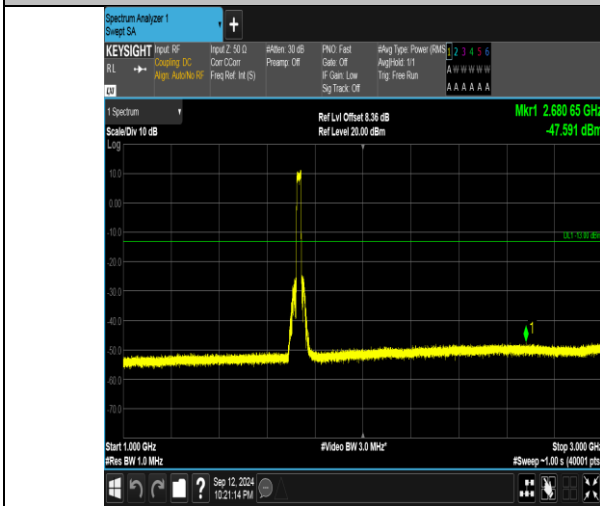 Spectrum Analyzer 1
Swept SA
+
KEYSIGHT Input: RF Input Z: 50 Ω #Atten: 30 dB PNO: Fast #Avg Type: Power (RMS 1 2 3 4 5 6
RL Coupling: DC Corr CCorr Preamp: Off Gate: Off Avg|Hold: 1/1 A W W W W W
Align: Auto/No RF Freq Ref: Int (S) IF Gain: Low Trig: Free Run
Sig Track: Off A A A A A A
1 Spectrum Ref Lvl Offset 8.36 dB Mkr1 2.680 65 GHz
Scale/Div 10 dB Ref Level 20.00 dBm -47.591 dBm
Log
10.0
0.00
-10.0
DL1 -13.00 dBm
-20.0
-30.0
-40.0
1
-50.0
-60.0
-70.0
Start 1.000 GHz #Video BW 3.0 MHz* Stop 3.000 GHz
#Res BW 1.0 MHz #Sweep ~1.00 s (40001 pts
? Sep 12, 2024
10:21:14 PM